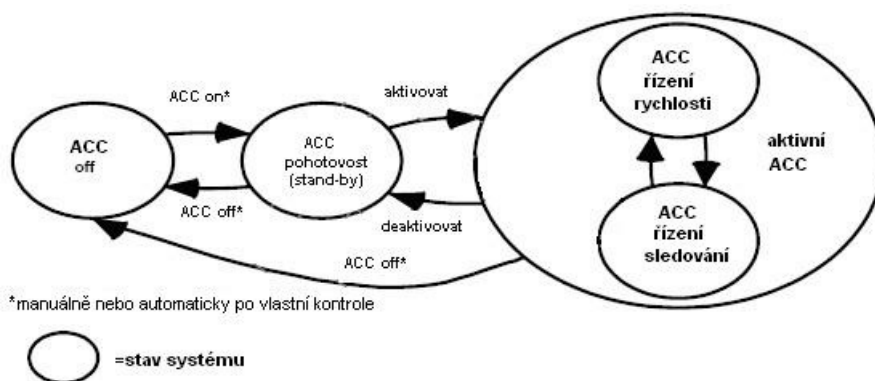 ACC
off
ACC on*
ACC off*
ACC
pohotovost
(stand-by)
aktivovat
deaktivovat
ACC off*
ACC
řízení
rychlosti
aktivní
ACC
ACC
řízení
sledování
*manuálně nebo automaticky po vlastní kontrole
=stav systému